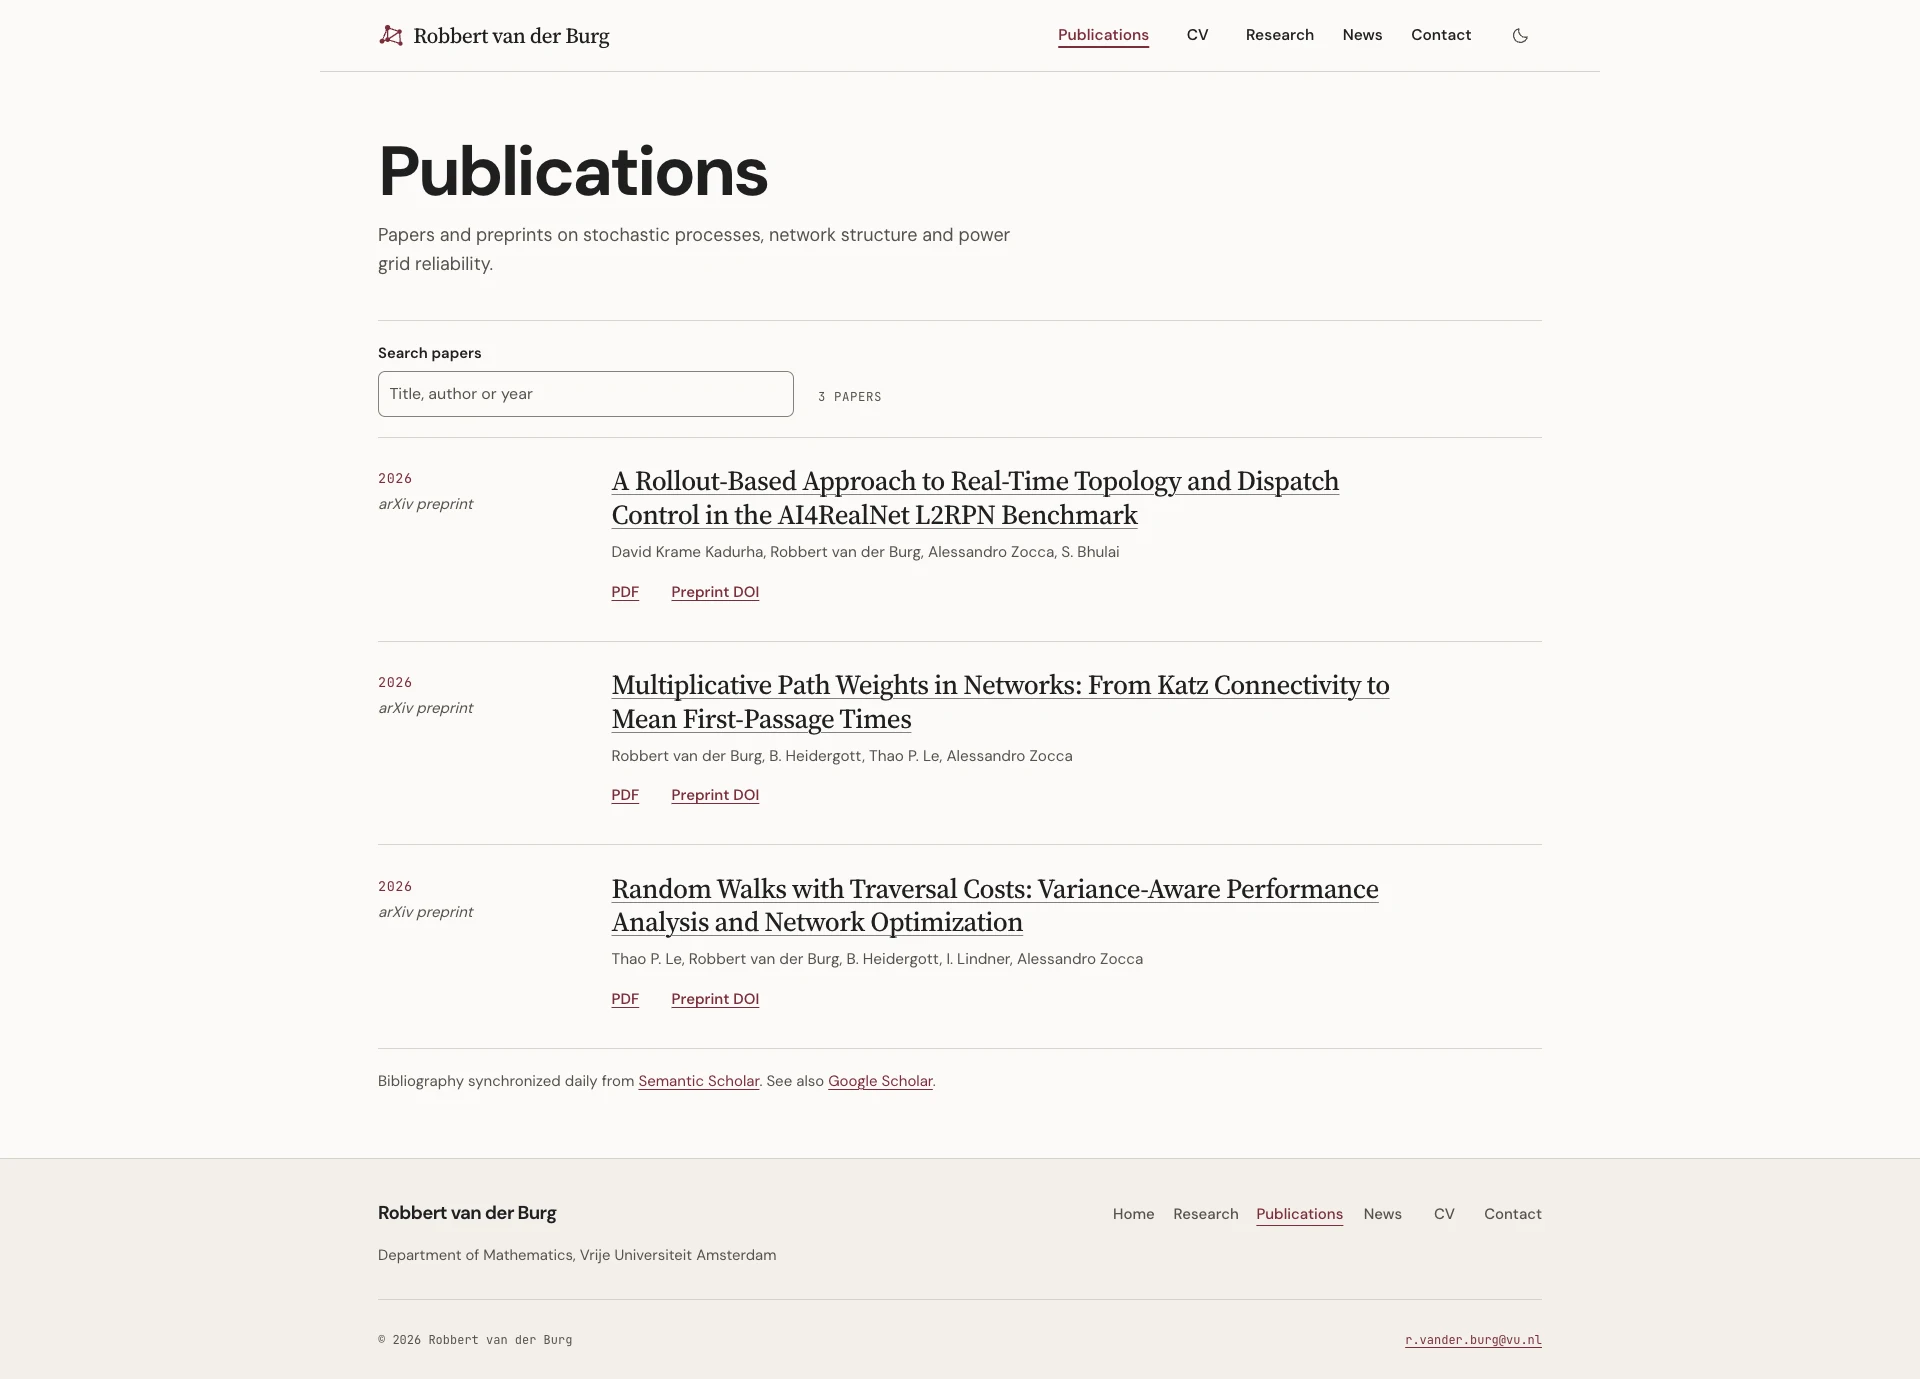 Robbert van der Burg
Publications CV Research News Contact
Publications
Papers and preprints on stochastic processes, network structure and power
grid reliability.
Search papers
Title, author or year
3 PAPERS
2026
arXiv preprint
A Rollout-Based Approach to Real-Time Topology and Dispatch
Control in the AI4RealNet L2RPN Benchmark
David Krame Kadurha, Robbert van der Burg, Alessandro Zocca, S. Bhulai
PDF Preprint DOI
2026
arXiv preprint
Multiplicative Path Weights in Networks: From Katz Connectivity to
Mean First-Passage Times
Robbert van der Burg, B. Heidergott, Thao P. Le, Alessandro Zocca
PDF Preprint DOI
2026
arXiv preprint
Random Walks with Traversal Costs: Variance-Aware Performance
Analysis and Network Optimization
Thao P. Le, Robbert van der Burg, B. Heidergott, I. Lindner, Alessandro Zocca
PDF Preprint DOI
Bibliography synchronized daily from Semantic Scholar. See also Google Scholar.
Robbert van der Burg
Home Research Publications News CV Contact
Department of Mathematics, Vrije Universiteit Amsterdam
© 2026 Robbert van der Burg
r.vander.burg@vu.nl